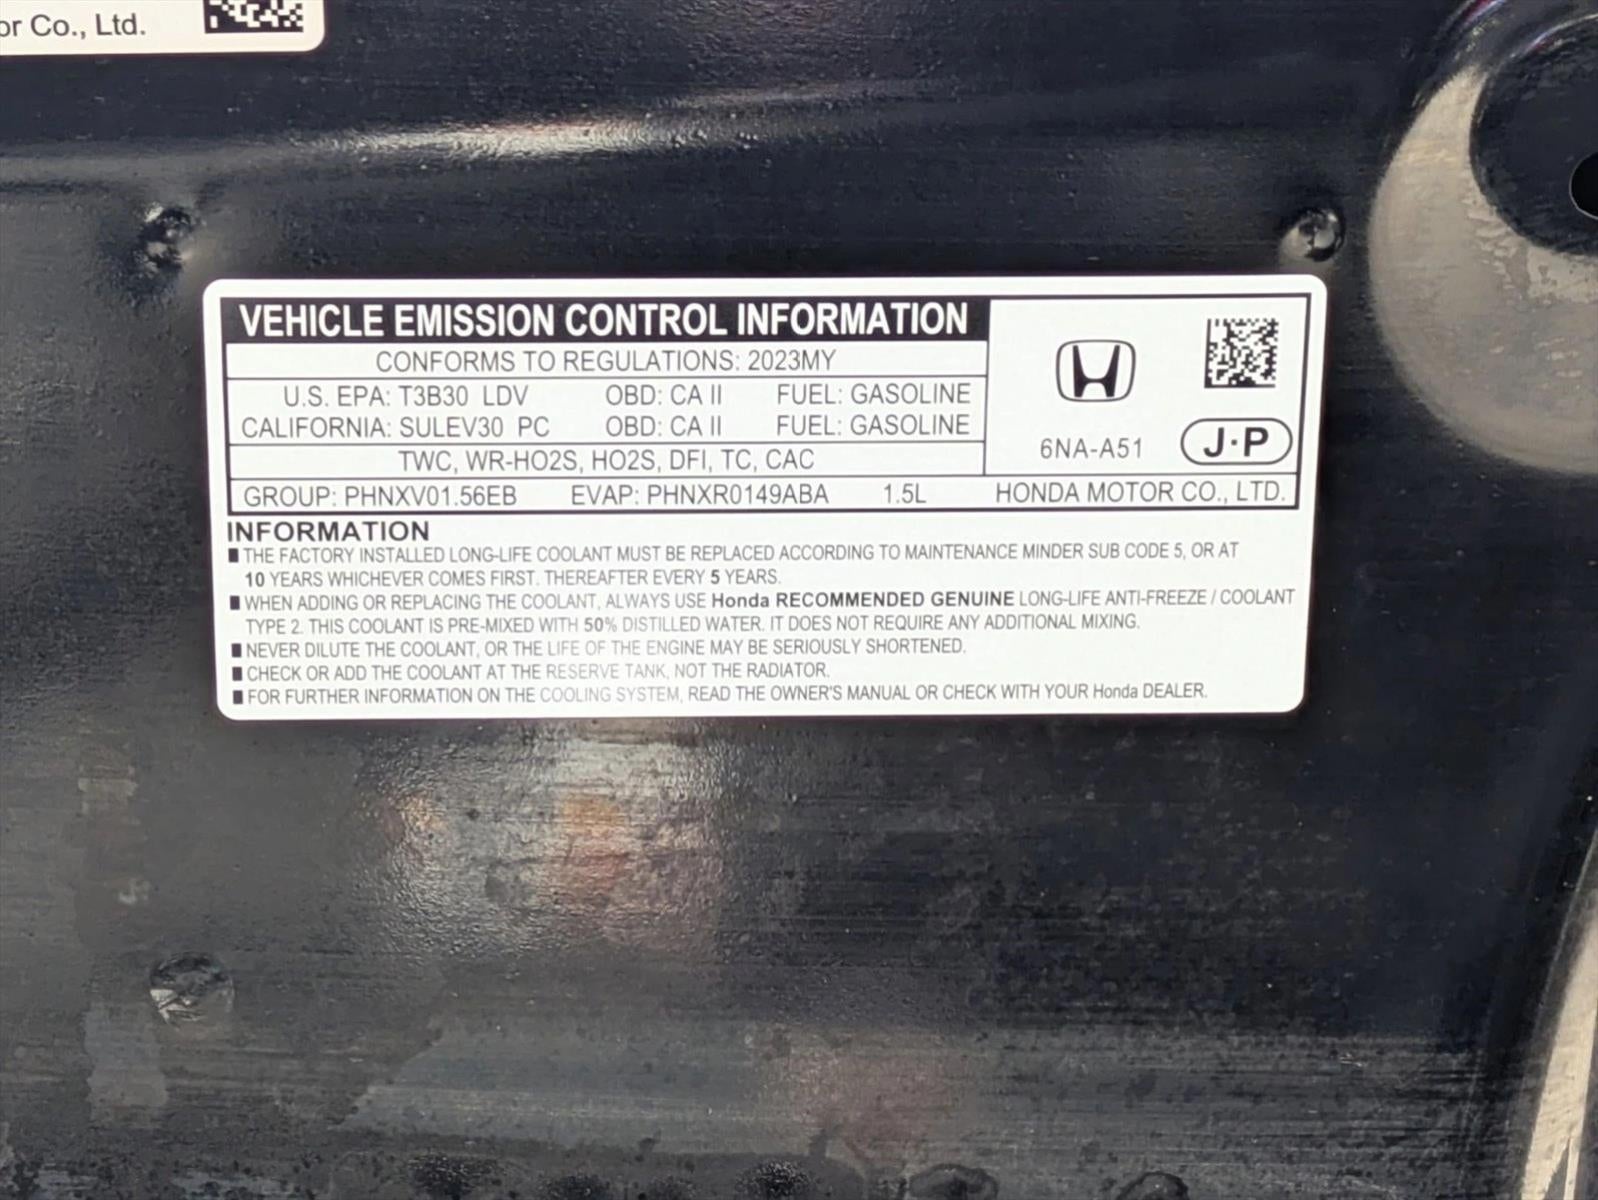 or Co., Ltd.
VEHICLE EMISSION CONTROL INFORMATION
CONFORMS TO REGULATIONS: 2023MY
U.S. EPA: T3B30 LDV OBD: CA II FUEL: GASOLINE
CALIFORNIA: SULEV30 PC OBD: CA II FUEL: GASOLINE
TWC, WR-HO2S, HO2S, DFI, TC, CAC
6NA-A51 J·P
GROUP: PHNXV01.56EB EVAP: PHNXR0149ABA 1.5L HONDA MOTOR CO., LTD.
INFORMATION
■ THE FACTORY INSTALLED LONG-LIFE COOLANT MUST BE REPLACED ACCORDING TO MAINTENANCE MINDER SUB CODE 5, OR AT
10 YEARS WHICHEVER COMES FIRST. THEREAFTER EVERY 5 YEARS.
■ WHEN ADDING OR REPLACING THE COOLANT, ALWAYS USE Honda RECOMMENDED GENUINE LONG-LIFE ANTI-FREEZE / COOLANT
TYPE 2. THIS COOLANT IS PRE-MIXED WITH 50% DISTILLED WATER. IT DOES NOT REQUIRE ANY ADDITIONAL MIXING.
■ NEVER DILUTE THE COOLANT, OR THE LIFE OF THE ENGINE MAY BE SERIOUSLY SHORTENED.
■ CHECK OR ADD THE COOLANT AT THE RESERVE TANK, NOT THE RADIATOR.
■ FOR FURTHER INFORMATION ON THE COOLING SYSTEM, READ THE OWNER'S MANUAL OR CHECK WITH YOUR Honda DEALER.